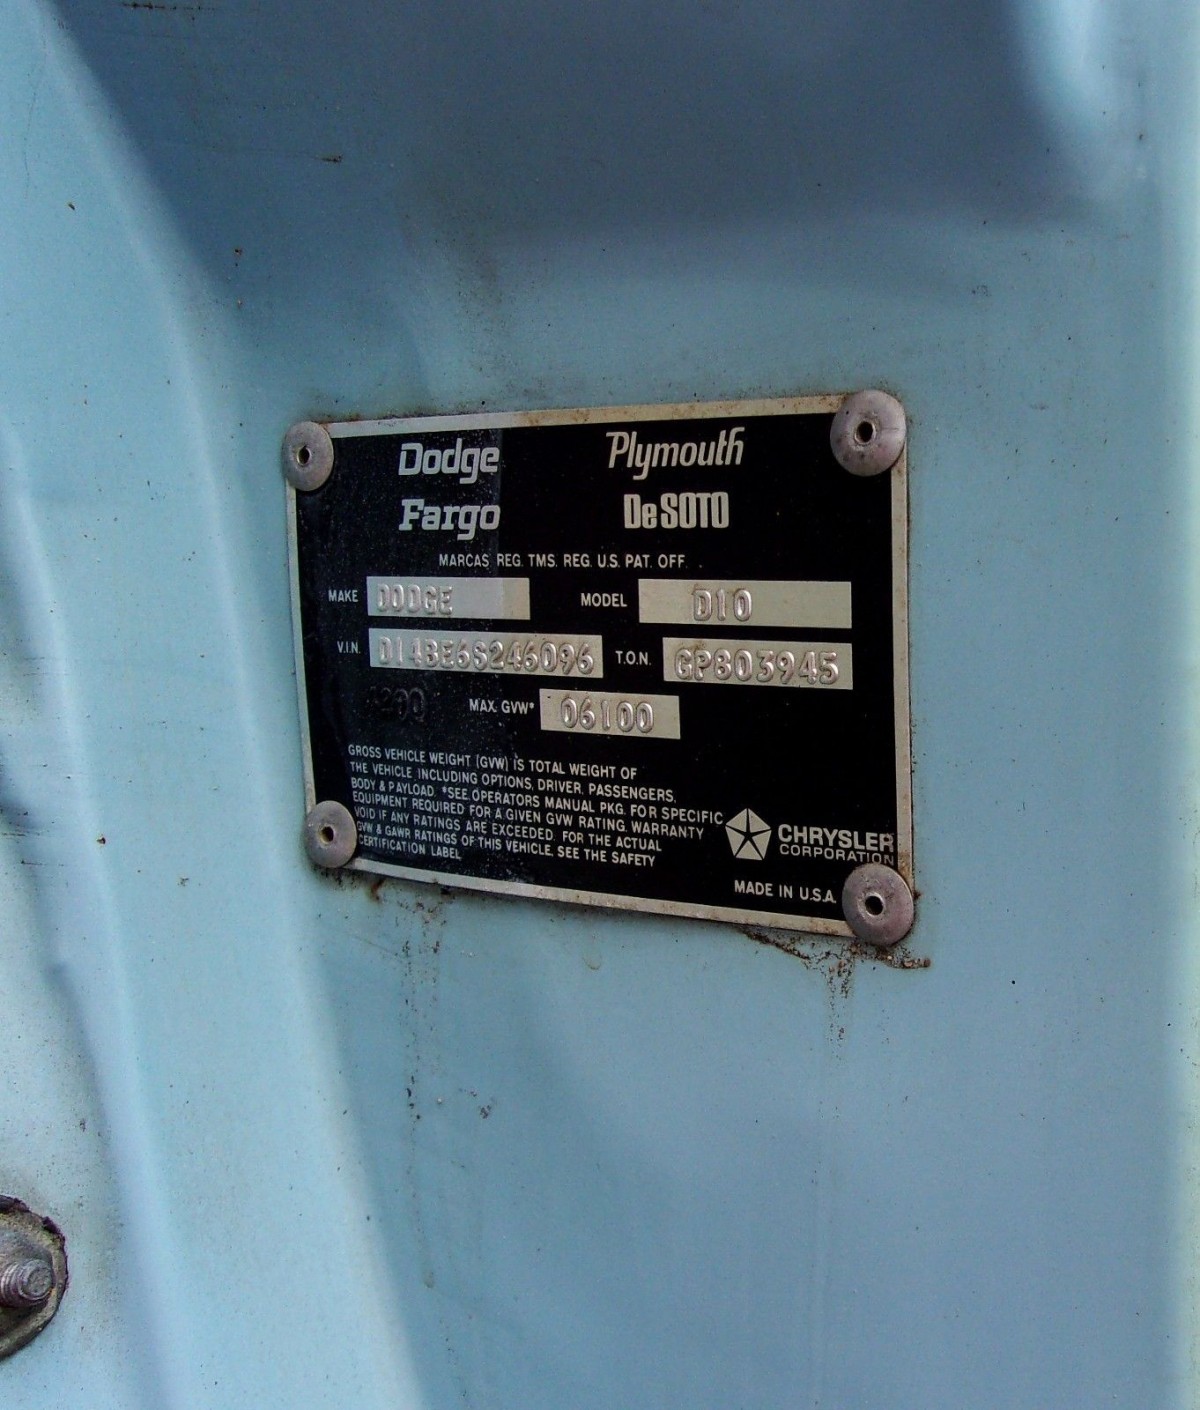 Dodge Plymouth
Fargo DeSOTO
MARCAS REG. TMS. REG. U.S. PAT. OFF.
MAKE DODGE MODEL D10
V.I.N. D14BE6S246096 T.O.N. GP803945
MAX. GVW* 06100
GROSS VEHICLE WEIGHT (GVW) IS TOTAL WEIGHT OF
THE VEHICLE INCLUDING OPTIONS, DRIVER, PASSENGERS,
BODY & PAYLOAD. *SEE OPERATORS MANUAL PKG. FOR SPECIFIC
EQUIPMENT REQUIRED FOR A GIVEN GVW RATING. WARRANTY
VOID IF ANY RATINGS ARE EXCEEDED. FOR THE ACTUAL
GVW & GAWR RATINGS OF THIS VEHICLE, SEE THE SAFETY
CERTIFICATION LABEL
CHRYSLER
CORPORATION
MADE IN U.S.A.